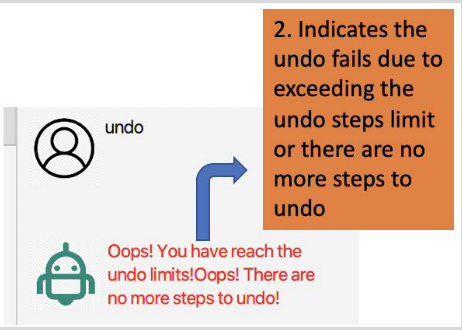 2. Indicates the
undo fails due to
exceeding the
undo steps limit
or there are no
more steps to
undo
undo
Oops! You have reach the
undo limits!Oops! There are
no more steps to undo!